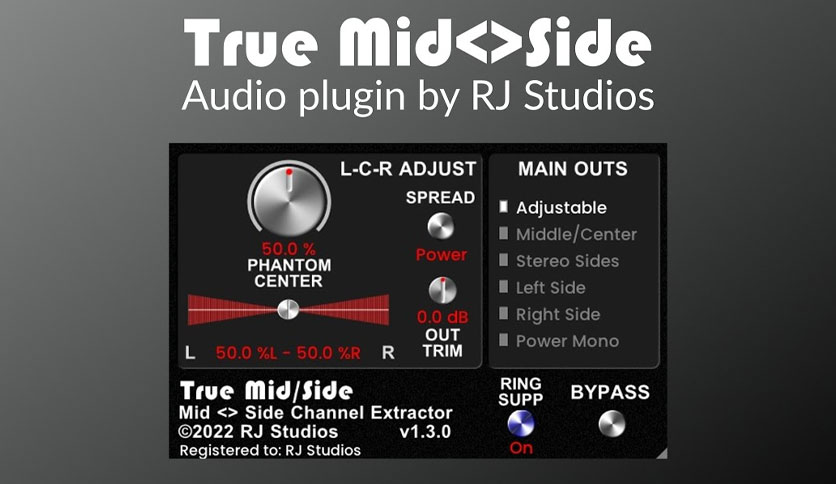 True Mid<>Side
Audio plugin by RJ Studios
L-C-R ADJUST
SPREAD
Power
50.0 %
PHANTOM
CENTER
0.0 dB
OUT
TRIM
L 50.0 %L - 50.0 %R R
MAIN OUTS
Adjustable
Middle/Center
Stereo Sides
Left Side
Right Side
Power Mono
True Mid/Side
Mid <> Side Channel Extractor
©2022 RJ Studios v1.3.0
Registered to: RJ Studios
RING
SUPP
On
BYPASS